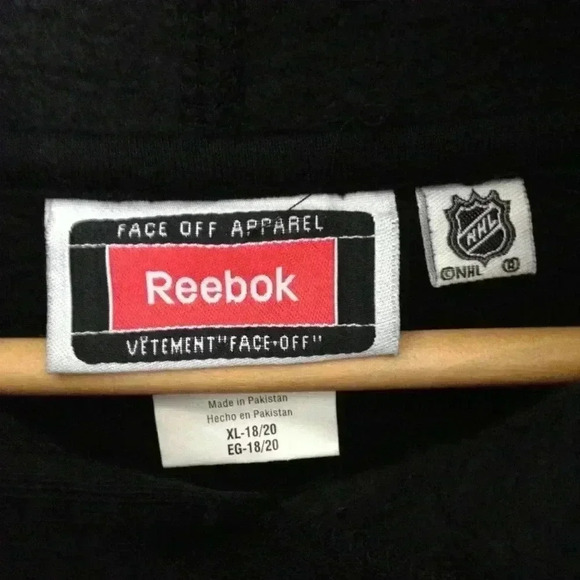 FACE OFF APPAREL
Reebok
VÊTEMENT "FACE-OFF"
NHL
©NHL ®
Made in Pakistan
Hecho en Pakistan
XL-18/20
EG-18/20